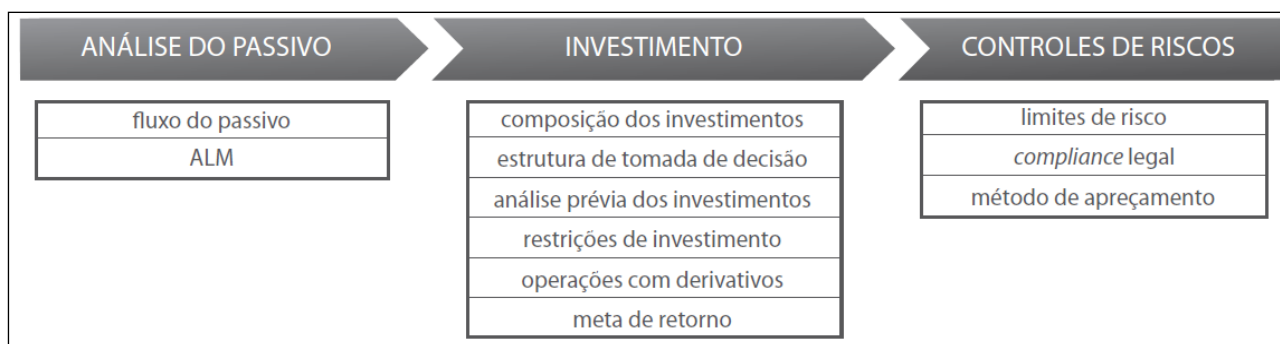 ANÁLISE DO PASSIVO
fluxo do passivo
ALM
INVESTIMENTO
composição dos investimentos
estrutura de tomada de decisão
análise prévia dos investimentos
restrições de investimento
operações com derivativos
meta de retorno
CONTROLES DE RISCOS
limites de risco
compliance legal
método de apreçamento